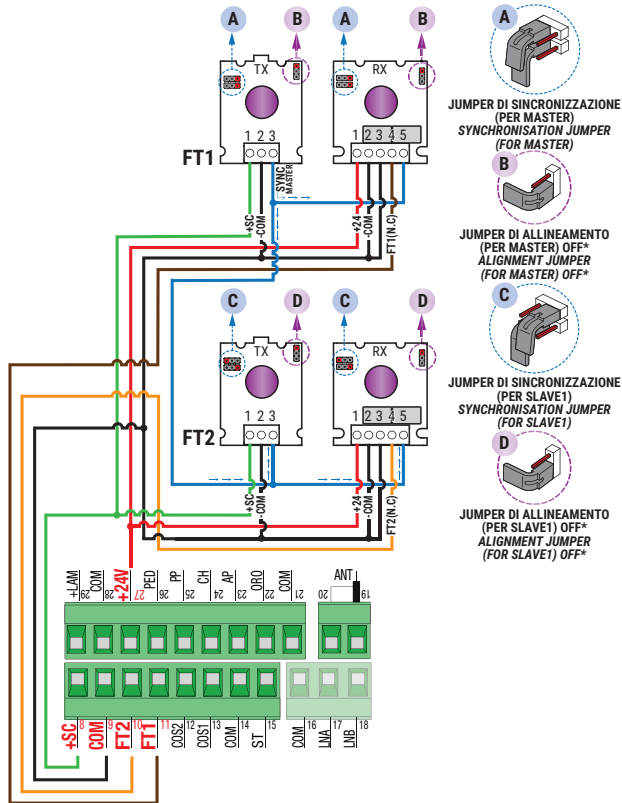 A B A B
TX RX
1 2 3 1 2 3 4 5
FT1
SYNC
MASTER
+SC -COM +24 FT1(N.C)
C D C D
TX RX
1 2 3 1 2 3 4 5
FT2
+SC -COM +24 FT2(N.C)
A
JUMPER DI SINCRONIZZAZIONE
(PER MASTER)
SYNCHRONISATION JUMPER
(FOR MASTER)
B
JUMPER DI ALLINEAMENTO
(PER MASTER) OFF*
ALIGNMENT JUMPER
(FOR MASTER) OFF*
C
JUMPER DI SINCRONIZZAZIONE
(PER SLAVE1)
SYNCHRONISATION JUMPER
(FOR SLAVE1)
D
JUMPER DI ALLINEAMENTO
(PER SLAVE1) OFF*
ALIGNMENT JUMPER
(FOR SLAVE1) OFF*
+LAM COM +24V PED PP CH AP ORO COM ANT
29 28 27 26 25 24 23 22 21 20 19
+SC COM FT2 FT1 COS2 COS1 COM ST COM LNA LNB
8 9 10 11 12 13 14 15 16 17 18